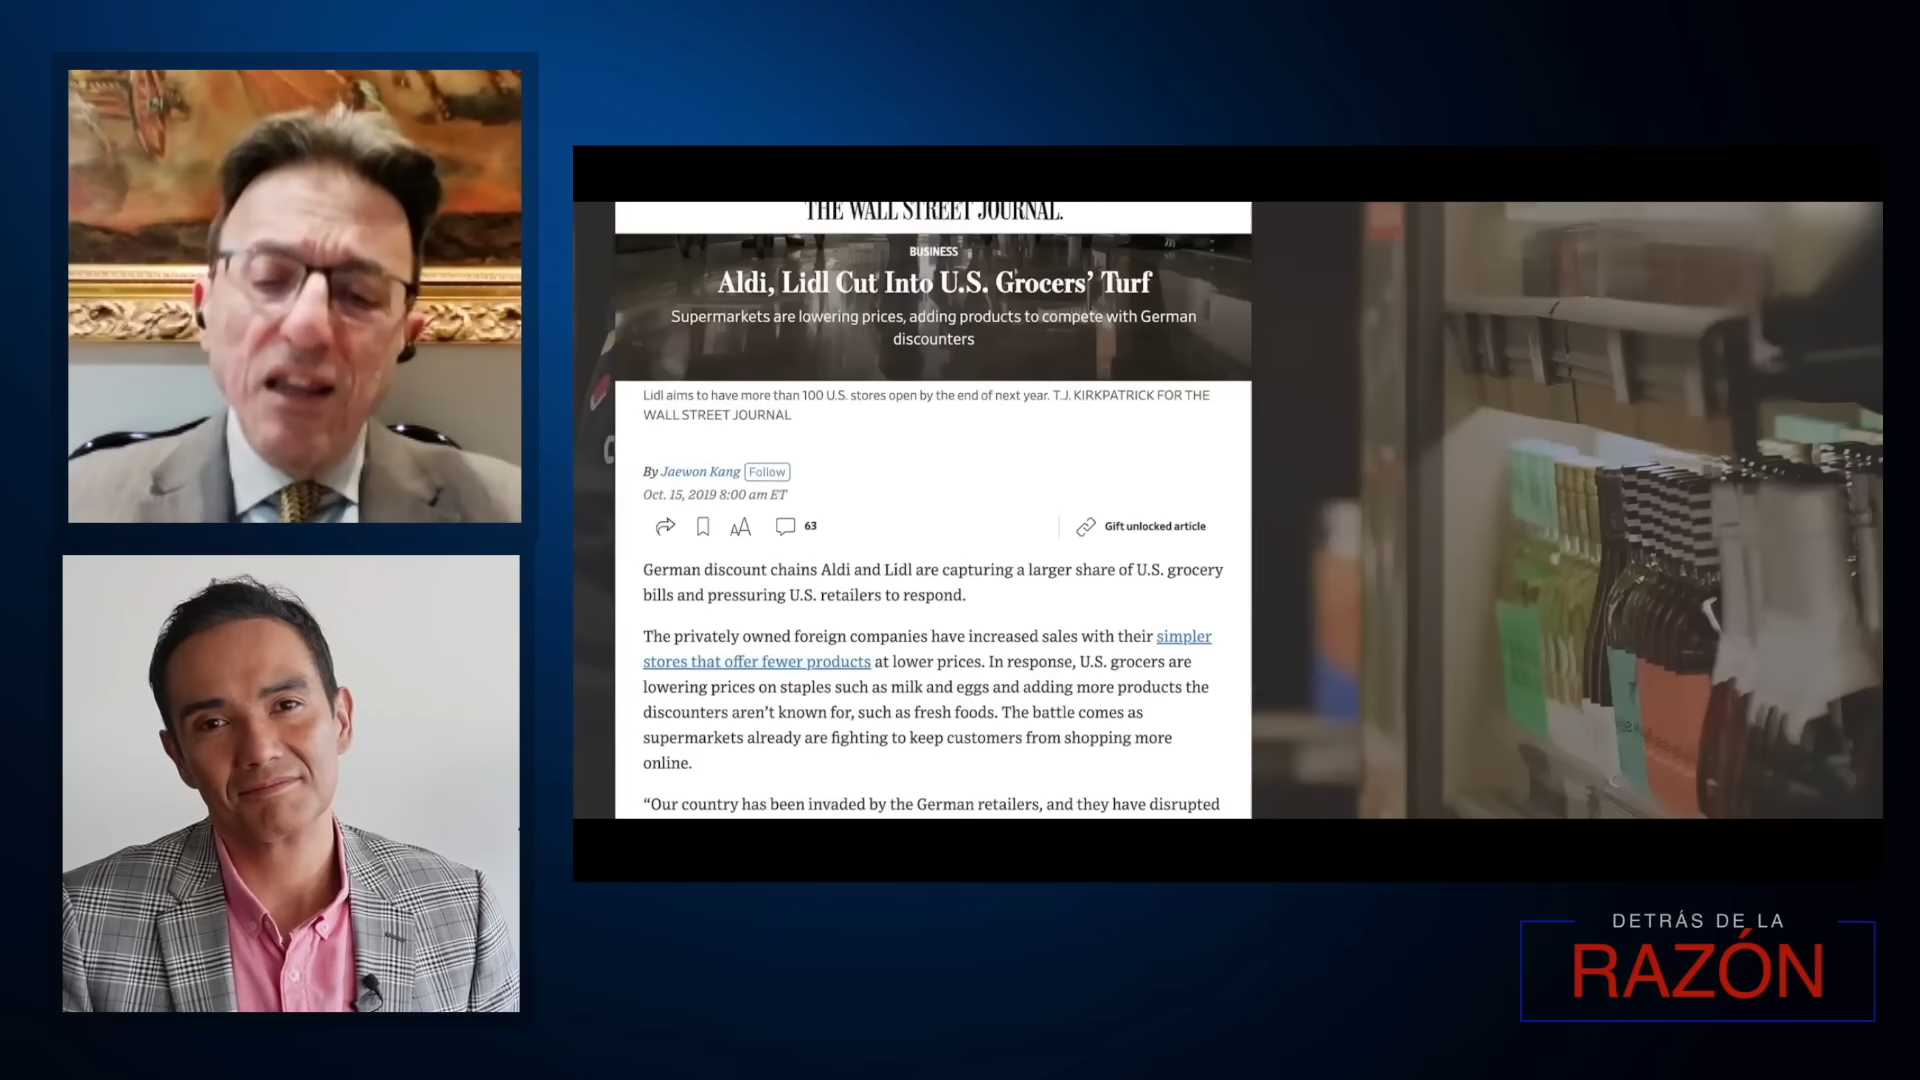 THE WALL STREET JOURNAL.
BUSINESS
Aldi, Lidl Cut Into U.S. Grocers’ Turf
Supermarkets are lowering prices, adding products to compete with German
discounters
Lidl aims to have more than 100 U.S. stores open by the end of next year. T.J. KIRKPATRICK FOR THE
WALL STREET JOURNAL
By Jaewon Kang Follow
Oct. 15, 2019 8:00 am ET
AA 63 Gift unlocked article
German discount chains Aldi and Lidl are capturing a larger share of U.S. grocery
bills and pressuring U.S. retailers to respond.
The privately owned foreign companies have increased sales with their simpler
stores that offer fewer products at lower prices. In response, U.S. grocers are
lowering prices on staples such as milk and eggs and adding more products the
discounters aren’t known for, such as fresh foods. The battle comes as
supermarkets already are fighting to keep customers from shopping more
online.
“Our country has been invaded by the German retailers, and they have disrupted
DETRÁS DE LA
RAZÓN